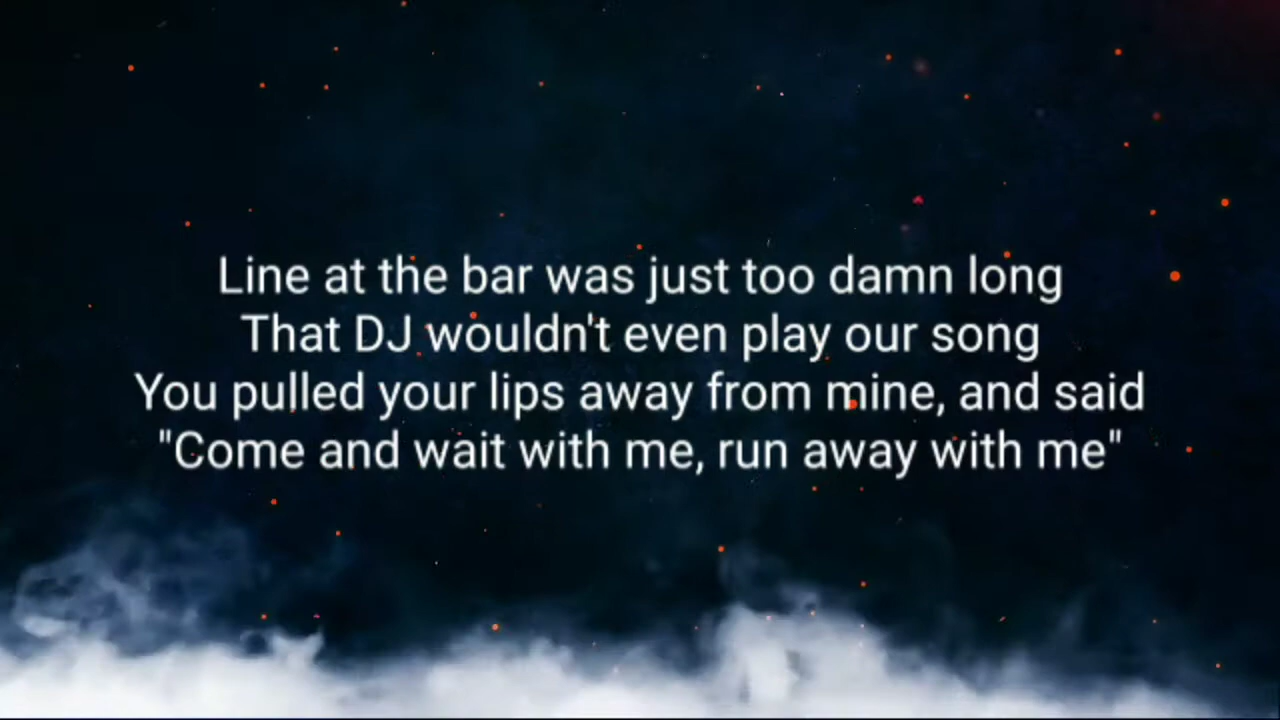 Line at the bar was just too damn long
That DJ wouldn't even play our song
You pulled your lips away from mine, and said
"Come and wait with me, run away with me"